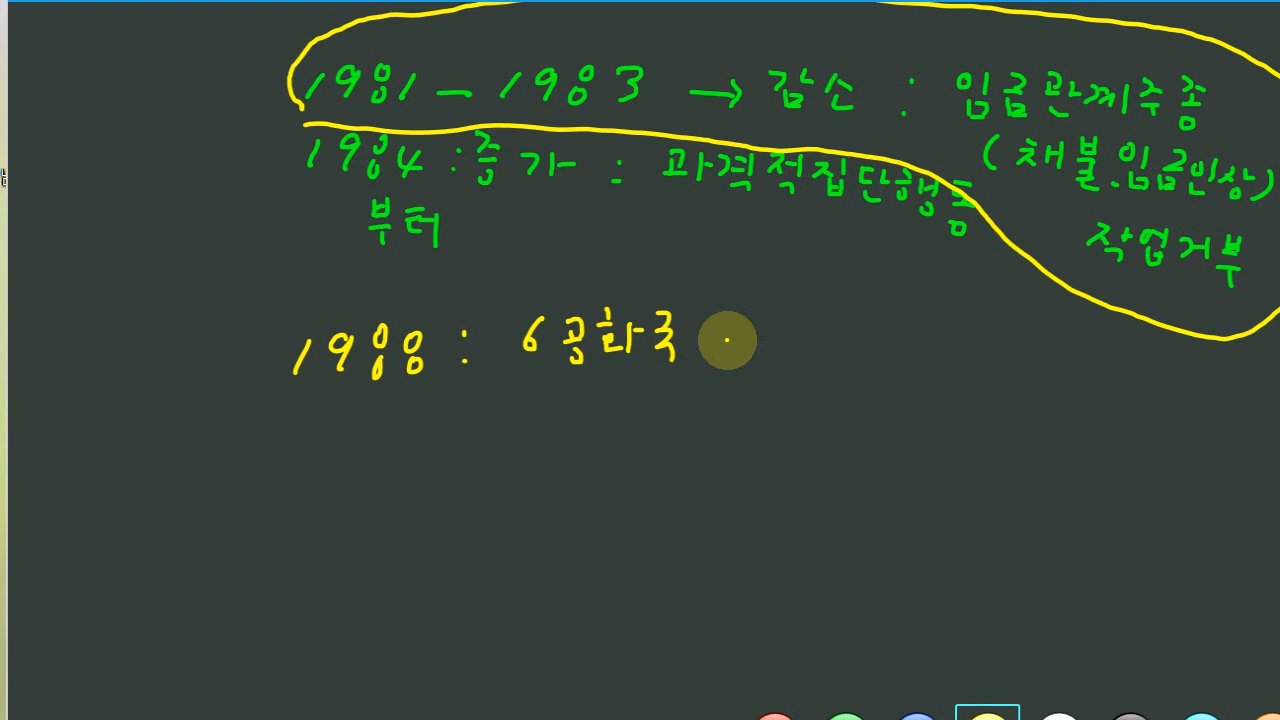 1981 - 1983 → 감소 : 임금관계주종
(체불.임금인상)
작업거부
1984 : 증가 : 과격적집단행동
부터
1988 : 6공화국